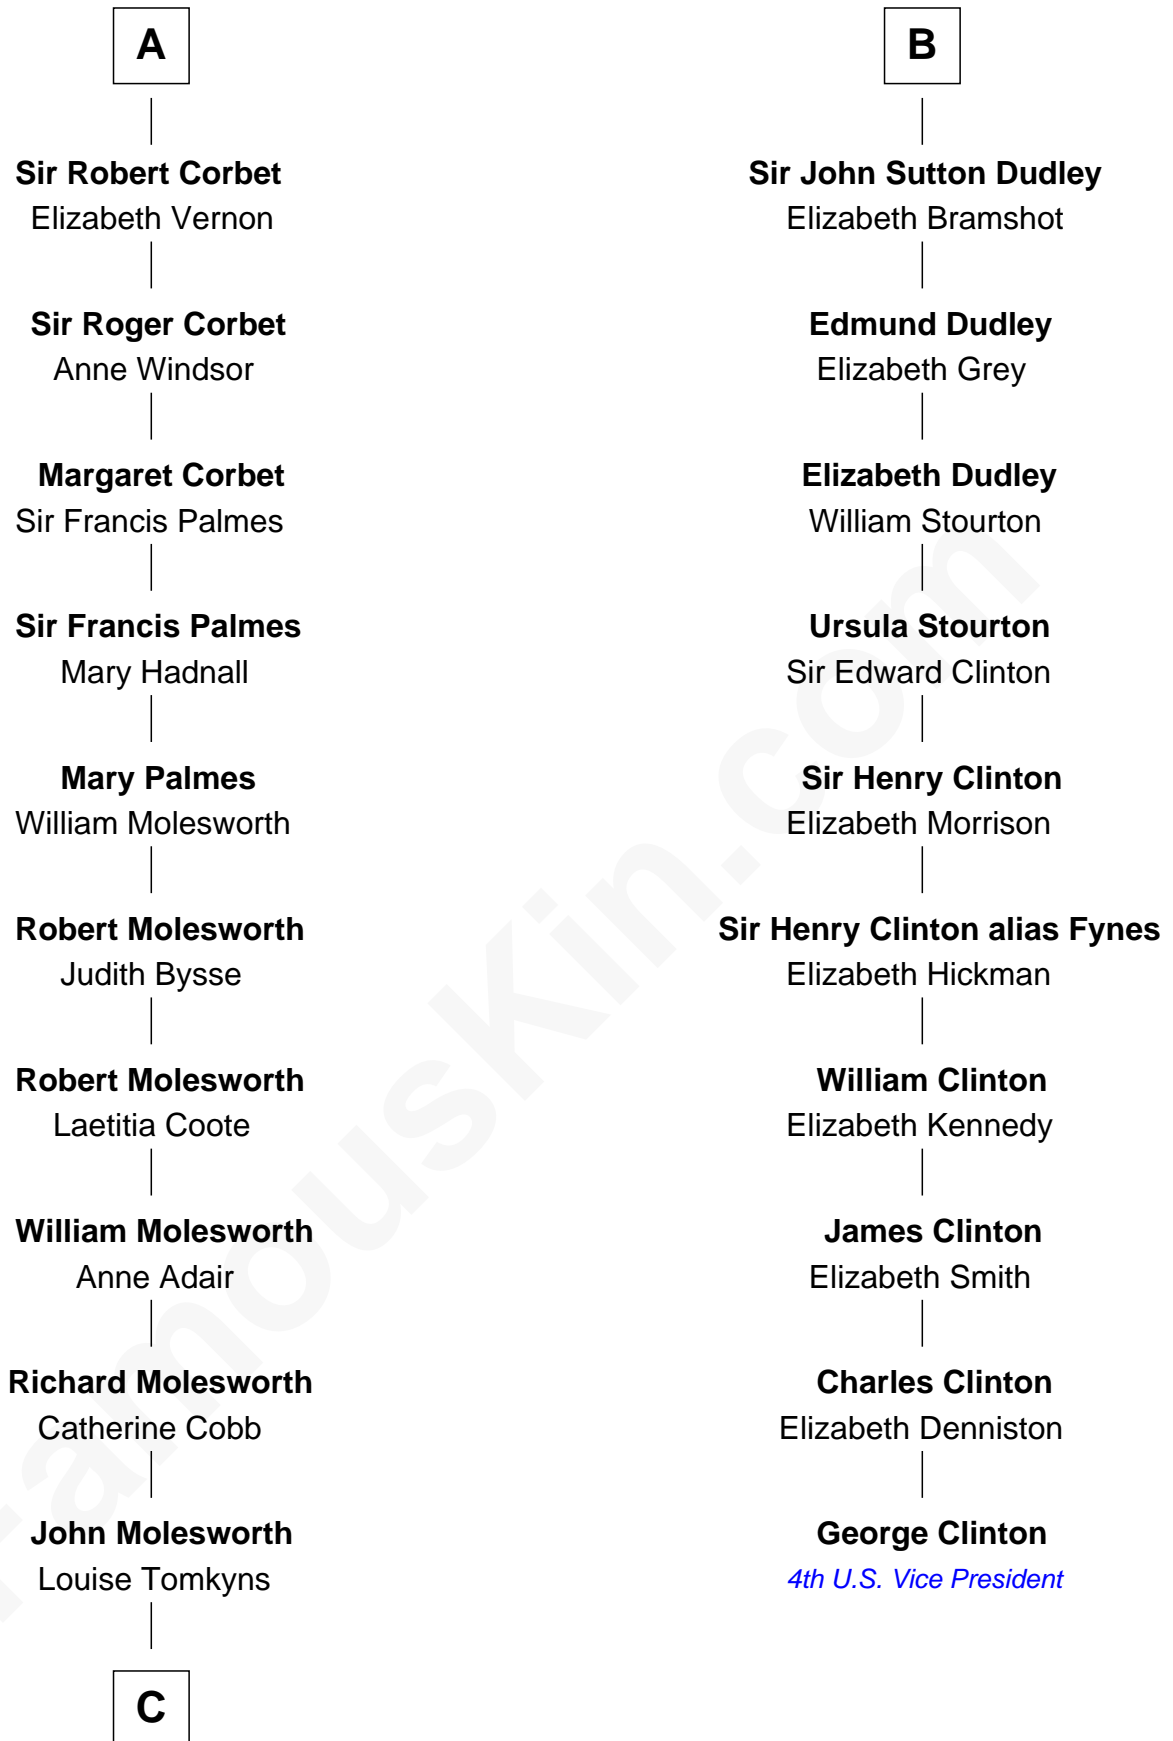 A
Sir Robert Corbet
Elizabeth Vernon
Sir Roger Corbet
Anne Windsor
Margaret Corbet
Sir Francis Palmes
Sir Francis Palmes
Mary Hadnall
Mary Palmes
William Molesworth
Robert Molesworth
Judith Bysse
Robert Molesworth
Laetitia Coote
William Molesworth
Anne Adair
Richard Molesworth
Catherine Cobb
John Molesworth
Louise Tomkyns
C
B
Sir John Sutton Dudley
Elizabeth Bramshot
Edmund Dudley
Elizabeth Grey
Elizabeth Dudley
William Stourton
Ursula Stourton
Sir Edward Clinton
Sir Henry Clinton
Elizabeth Morrison
Sir Henry Clinton alias Fynes
Elizabeth Hickman
William Clinton
Elizabeth Kennedy
James Clinton
Elizabeth Smith
Charles Clinton
Elizabeth Denniston
George Clinton
4th U.S. Vice President
FamousKin.com